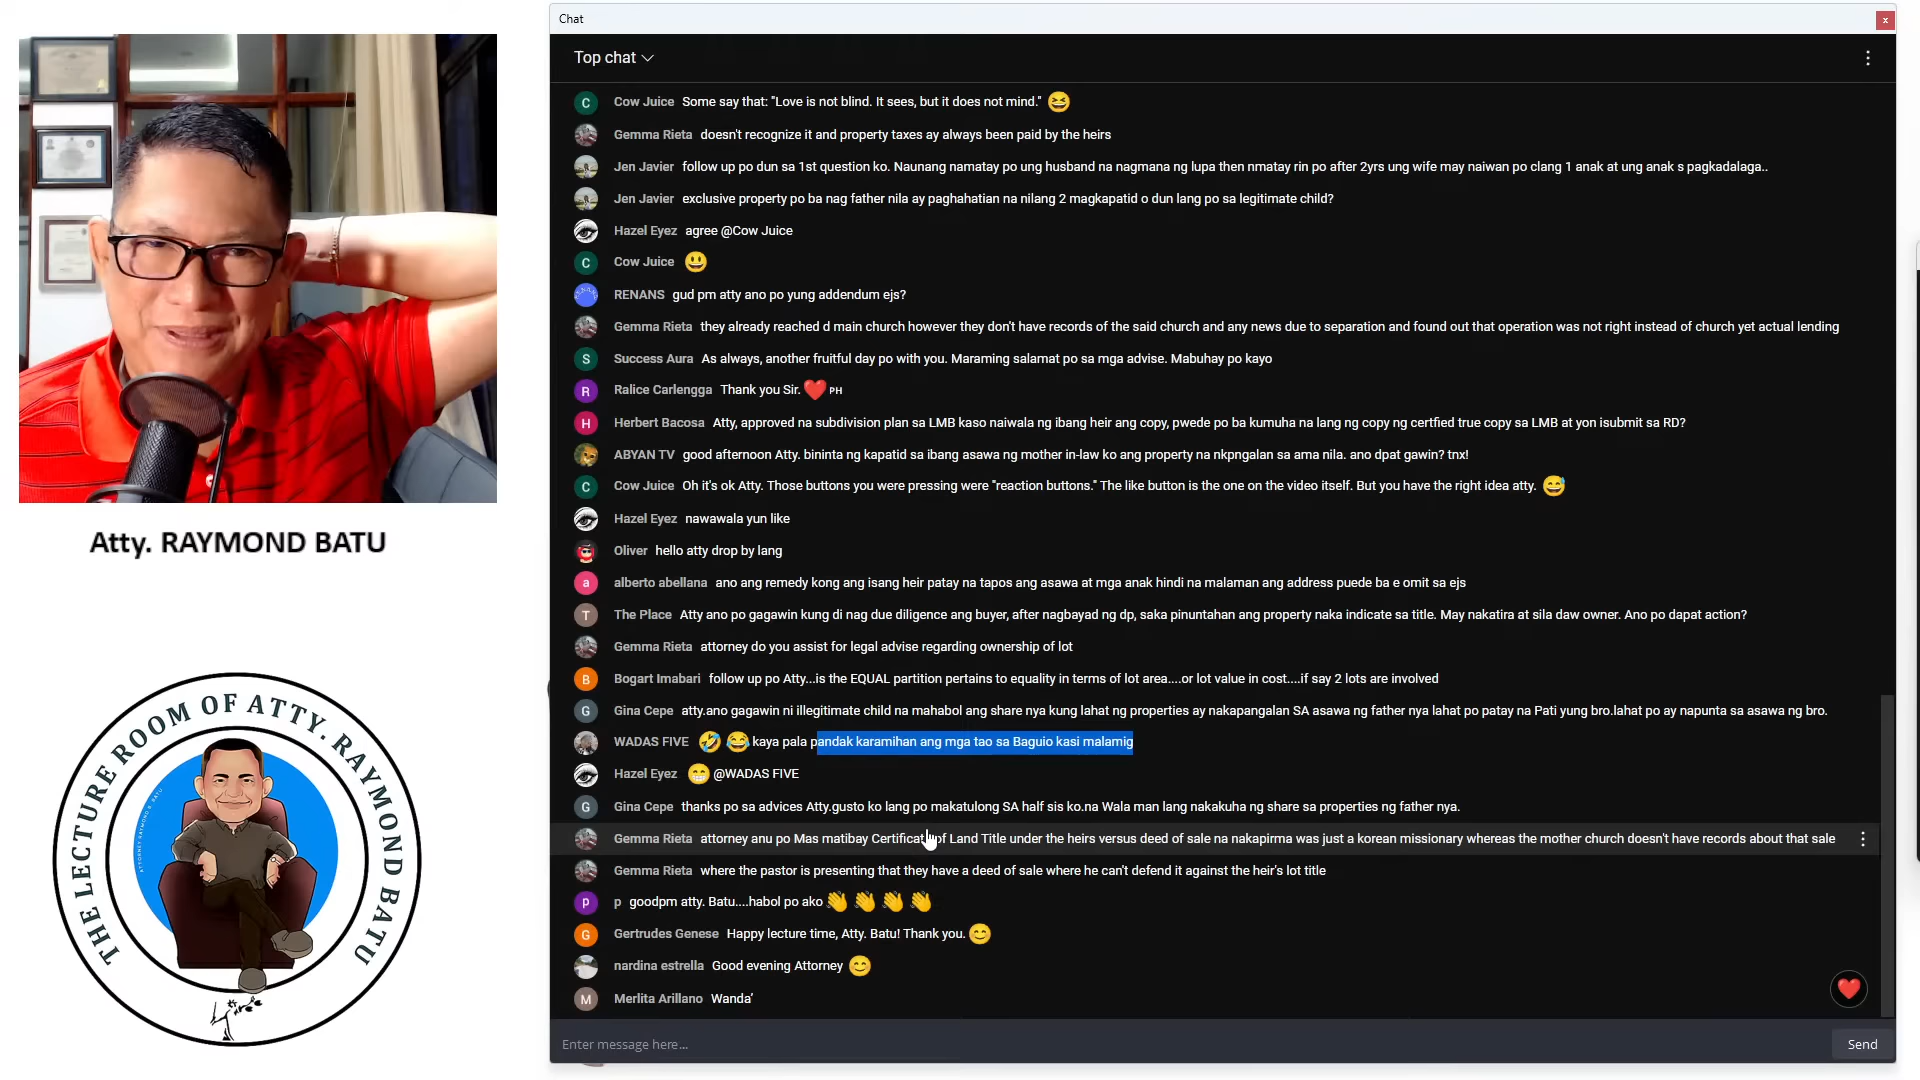 Chat
Top chat
Cow Juice Some say that: "Love is not blind. It sees, but it does not mind." 😆
Gemma Rieta doesn't recognize it and property taxes ay always been paid by the heirs
Jen Javier follow up po dun sa 1st question ko. Naunang namatay po ung husband na nagmana ng lupa then nmatay rin po after 2yrs ung wife may naiwan po clang 1 anak at ung anak s pagkadalaga..
Jen Javier exclusive property po ba nag father nila ay paghahatian na nilang 2 magkapatid o dun lang po sa legitimate child?
Hazel Eyez agree @Cow Juice
C Cow Juice 😃
RENANS gud pm atty ano po yung addendum ejs?
Gemma Rieta they already reached d main church however they don't have records of the said church and any news due to separation and found out that operation was not right instead of church yet actual lending
S Success Aura As always, another fruitful day po with you. Maraming salamat po sa mga advise. Mabuhay po kayo
R Ralice Carlengga Thank you Sir. ❤️ PH
H Herbert Bacosa Atty, approved na subdivision plan sa LMB kaso naiwala ng ibang heir ang copy, pwede po ba kumuha na lang ng copy ng certfied true copy sa LMB at yon isubmit sa RD?
ABYAN TV good afternoon Atty. bininta ng kapatid sa ibang asawa ng mother in-law ko ang property na nkpngalan sa ama nila. ano dpat gawin? tnx!
C Cow Juice Oh it's ok Atty. Those buttons you were pressing were "reaction buttons." The like button is the one on the video itself. But you have the right idea atty. 😅
Hazel Eyez nawawala yun like
Oliver hello atty drop by lang
a alberto abellana ano ang remedy kong ang isang heir patay na tapos ang asawa at mga anak hindi na malaman ang address puede ba e omit sa ejs
T The Place Atty ano po gagawin kung di nag due diligence ang buyer, after nagbayad ng dp, saka pinuntahan ang property naka indicate sa title. May nakatira at sila daw owner. Ano po dapat action?
Gemma Rieta attorney do you assist for legal advise regarding ownership of lot
B Bogart Imabari follow up po Atty...is the EQUAL partition pertains to equality in terms of lot area....or lot value in cost....if say 2 lots are involved
G Gina Cepe atty.ano gagawin ni illegitimate child na mahabol ang share nya kung lahat ng properties ay nakapangalan SA asawa ng father nya lahat po patay na Pati yung bro.lahat po ay napunta sa asawa ng bro.
WADAS FIVE 🤣 😂 kaya pala pandak karamihan ang mga tao sa Baguio kasi malamig
Hazel Eyez 😁 @WADAS FIVE
G Gina Cepe thanks po sa advices Atty.gusto ko lang po makatulong SA half sis ko.na Wala man lang nakakuha ng share sa properties ng father nya.
Gemma Rieta attorney anu po Mas matibay Certificate of Land Title under the heirs versus deed of sale na nakapirma was just a korean missionary whereas the mother church doesn't have records about that sale
Gemma Rieta where the pastor is presenting that they have a deed of sale where he can't defend it against the heir's lot title
p p goodpm atty. Batu....habol po ako 👋 👋 👋 👋
G Gertrudes Genese Happy lecture time, Atty. Batu! Thank you. 😊
nardina estrella Good evening Attorney 😊
M Merlita Arillano Wanda'
Enter message here...
Send
Atty. RAYMOND BATU
THE LECTURE ROOM OF ATTY. RAYMOND BATU